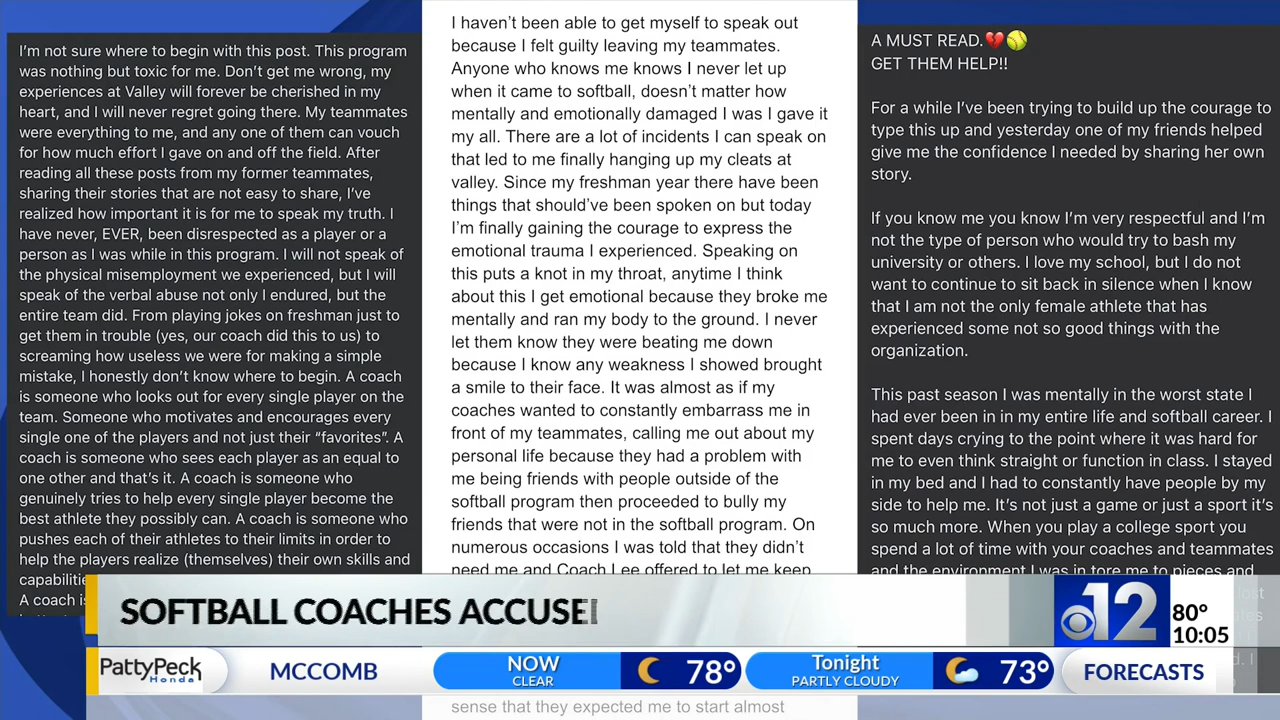 I'm not sure where to begin with this post. This program
was nothing but toxic for me. Don't get me wrong, my
experiences at Valley will forever be cherished in my
heart, and I will never regret going there. My teammates
were everything to me, and any one of them can vouch
for how much effort I gave on and off the field. After
reading all these posts from my former teammates,
sharing their stories that are not easy to share, I've
realized how important it is for me to speak my truth. I
have never, EVER, been disrespected as a player or a
person as I was while in this program. I will not speak of
the physical misemployment we experienced, but I will
speak of the verbal abuse not only I endured, but the
entire team did. From playing jokes on freshman just to
get them in trouble (yes, our coach did this to us) to
screaming how useless we were for making a simple
mistake, I honestly don't know where to begin. A coach
is someone who looks out for every single player on the
team. Someone who motivates and encourages every
single one of the players and not just their "favorites". A
coach is someone who sees each player as an equal to
one other and that's it. A coach is someone who
genuinely tries to help every single player become the
best athlete they possibly can. A coach is someone who
pushes each of their athletes to their limits in order to
help the players realize (themselves) their own skills and
capabilitie
A coach is
I haven't been able to get myself to speak out
because I felt guilty leaving my teammates.
Anyone who knows me knows I never let up
when it came to softball, doesn't matter how
mentally and emotionally damaged I was I gave it
my all. There are a lot of incidents I can speak on
that led to me finally hanging up my cleats at
valley. Since my freshman year there have been
things that should've been spoken on but today
I'm finally gaining the courage to express the
emotional trauma I experienced. Speaking on
this puts a knot in my throat, anytime I think
about this I get emotional because they broke me
mentally and ran my body to the ground. I never
let them know they were beating me down
because I know any weakness I showed brought
a smile to their face. It was almost as if my
coaches wanted to constantly embarrass me in
front of my teammates, calling me out about my
personal life because they had a problem with
me being friends with people outside of the
softball program then proceeded to bully my
friends that were not in the softball program. On
numerous occasions I was told that they didn't
need me and Coach Lee offered to let me keep
sense that they expected me to start almost
A MUST READ.💔🥎
GET THEM HELP!!
For a while I've been trying to build up the courage to
type this up and yesterday one of my friends helped
give me the confidence I needed by sharing her own
story.
If you know me you know I'm very respectful and I'm
not the type of person who would try to bash my
university or others. I love my school, but I do not
want to continue to sit back in silence when I know
that I am not the only female athlete that has
experienced some not so good things with the
organization.
This past season I was mentally in the worst state I
had ever been in in my entire life and softball career. I
spent days crying to the point where it was hard for
me to even think straight or function in class. I stayed
in my bed and I had to constantly have people by my
side to help me. It's not just a game or just a sport it's
so much more. When you play a college sport you
spend a lot of time with your coaches and teammates
and the environment I was in tore me to pieces and
SOFTBALL COACHES ACCUSE
12
80°
10:05
PattyPeck
Honda
MCCOMB
NOW
CLEAR
78°
Tonight
PARTLY CLOUDY
73°
FORECASTS